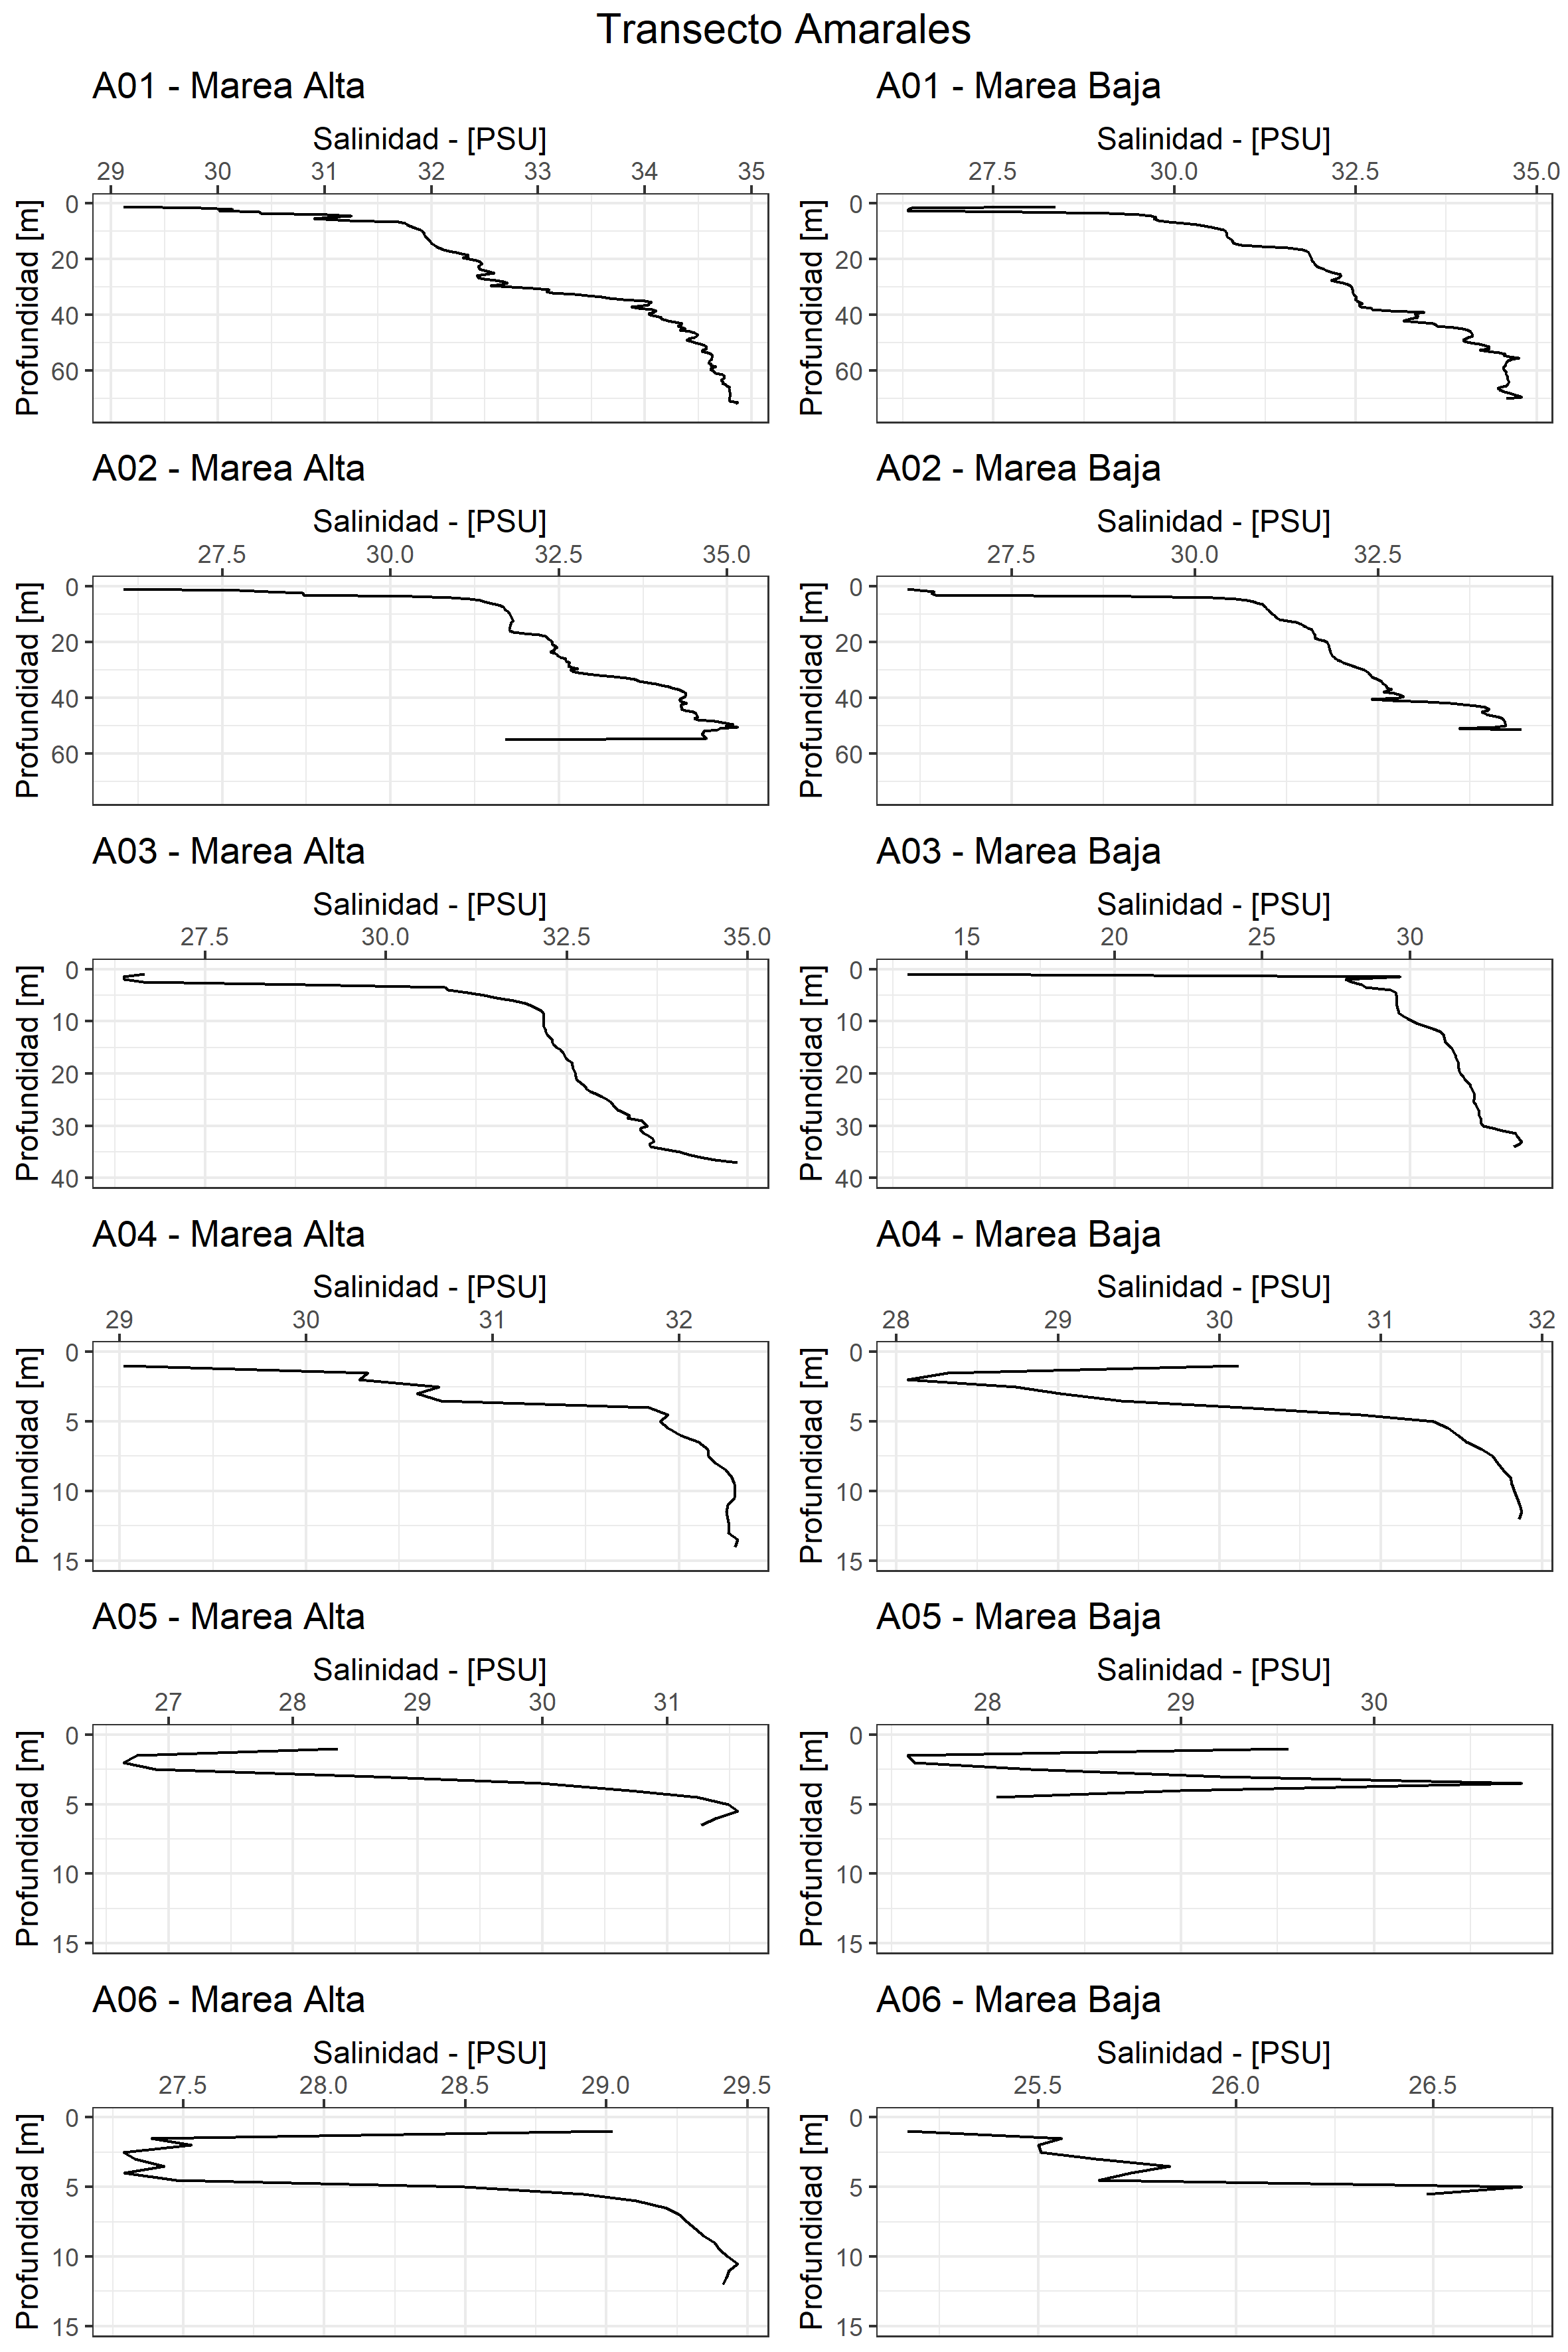 Transecto Amarales
A01 - Marea Alta
Salinidad - [PSU]
29 30 31 32 33 34 35
Profundidad [m]
0
20
40
60
A01 - Marea Baja
Salinidad - [PSU]
27.5 30.0 32.5 35.0
Profundidad [m]
0
20
40
60
A02 - Marea Alta
Salinidad - [PSU]
27.5 30.0 32.5 35.0
Profundidad [m]
0
20
40
60
A02 - Marea Baja
Salinidad - [PSU]
27.5 30.0 32.5
Profundidad [m]
0
20
40
60
A03 - Marea Alta
Salinidad - [PSU]
27.5 30.0 32.5 35.0
Profundidad [m]
0
10
20
30
40
A03 - Marea Baja
Salinidad - [PSU]
15 20 25 30
Profundidad [m]
0
10
20
30
40
A04 - Marea Alta
Salinidad - [PSU]
29 30 31 32
Profundidad [m]
0
5
10
15
A04 - Marea Baja
Salinidad - [PSU]
28 29 30 31 32
Profundidad [m]
0
5
10
15
A05 - Marea Alta
Salinidad - [PSU]
27 28 29 30 31
Profundidad [m]
0
5
10
15
A05 - Marea Baja
Salinidad - [PSU]
28 29 30
Profundidad [m]
0
5
10
15
A06 - Marea Alta
Salinidad - [PSU]
27.5 28.0 28.5 29.0 29.5
Profundidad [m]
0
5
10
15
A06 - Marea Baja
Salinidad - [PSU]
25.5 26.0 26.5
Profundidad [m]
0
5
10
15